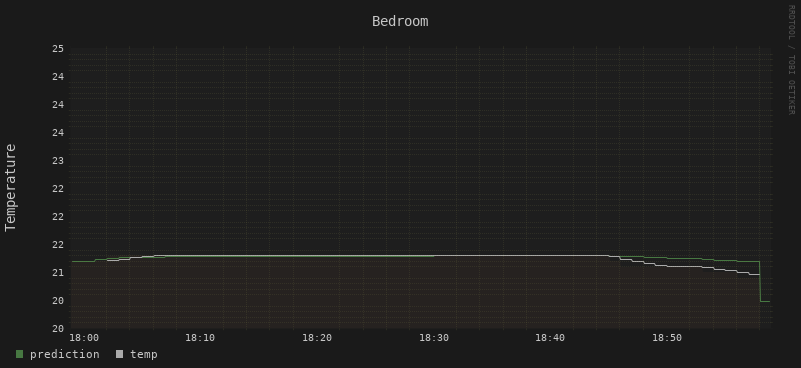 Bedroom
RRDTOOL / TOBI OETIKER
Temperature
25
24
24
24
23
22
22
22
21
20
20
18:00 18:10 18:20 18:30 18:40 18:50
prediction temp